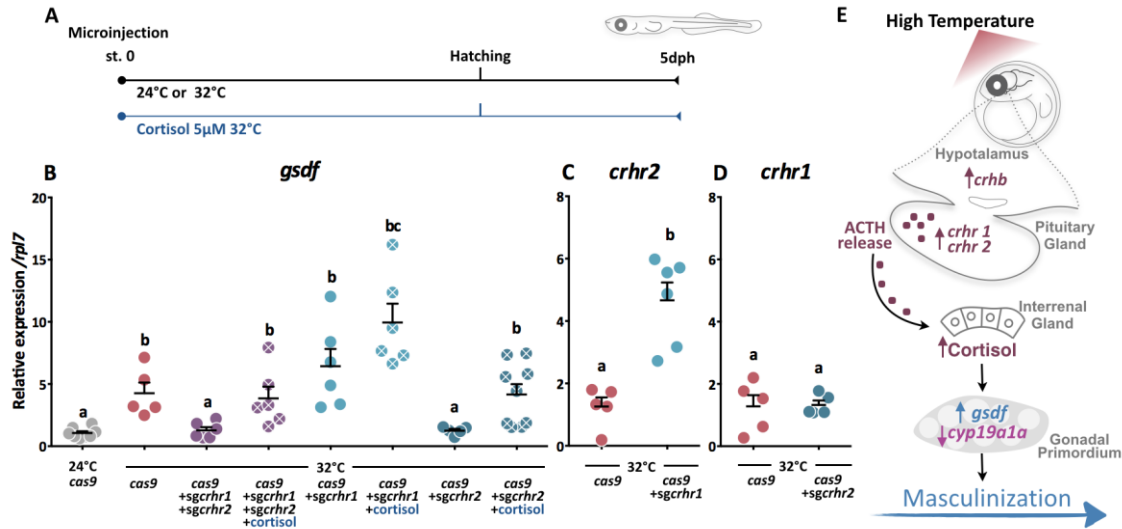 A
Microinjection
st. 0
Hatching
5dph
24°C or 32°C
Cortisol 5µM 32°C
B
gsdf
Relative expression /rpl7
20
15
10
5
0
a
b
a
b
b
bc
a
b
24°C
32°C
cas9
cas9
cas9
+sgcrhr1
+sgcrhr2
cas9
+sgcrhr1
+sgcrhr2
+cortisol
cas9
+sgcrhr1
cas9
+sgcrhr1
+cortisol
cas9
+sgcrhr2
cas9
+sgcrhr2
+cortisol
C
crhr2
8
6
4
2
0
a
b
32°C
cas9
cas9
+sgcrhr1
D
crhr1
8
6
4
2
0
a
a
32°C
cas9
cas9
+sgcrhr2
E
High Temperature
Hypotalamus
↑crhb
ACTH
release
↑crhr 1
crhr 2
Pituitary
Gland
Interrenal
Gland
↑Cortisol
↑ gsdf
↓cyp19a1a
Gonadal
Primordium
Masculinization